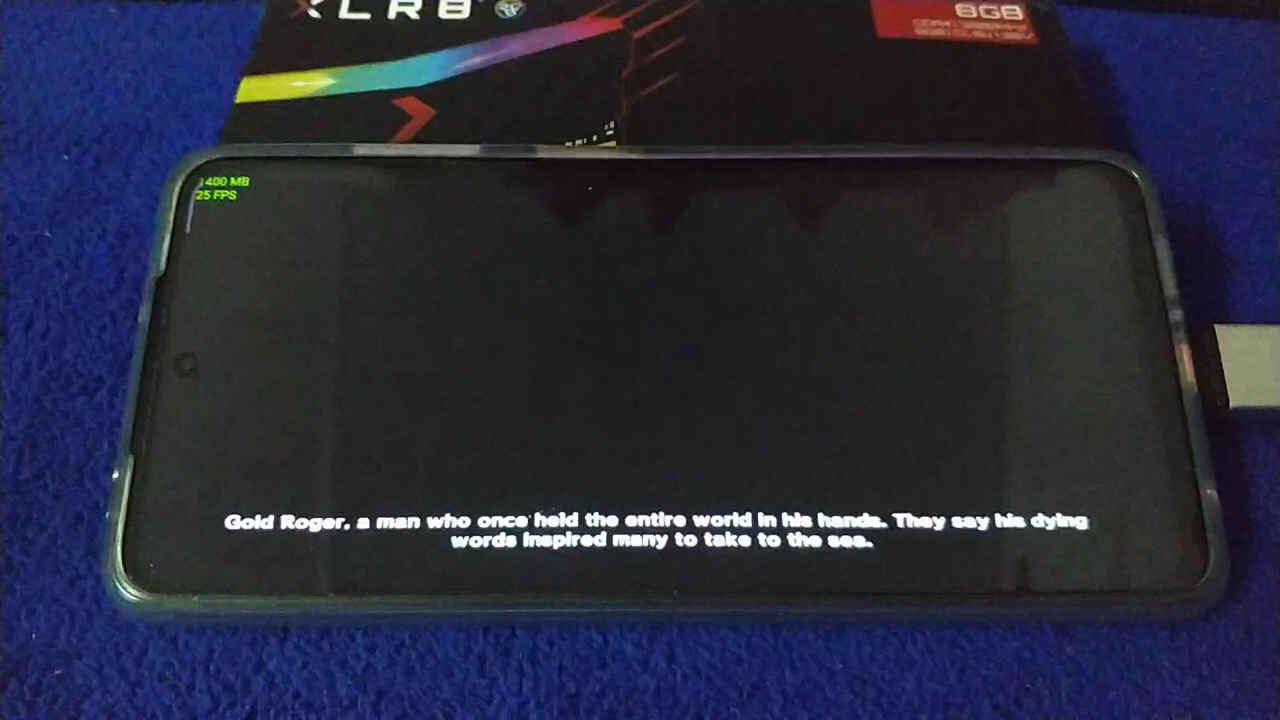 XLR8
8GB
1400 MB
25 FPS
Gold Roger, a man who once held the entire world in his hands. They say his dying
words inspired many to take to the sea.